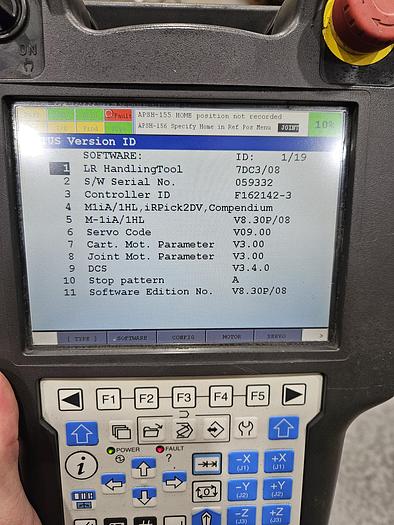 ON
Fault
APSH-155 HOME position not recorded
APSH-156 Specify Home in Ref Pos Menu JOINT 10%
US Version ID
SOFTWARE: ID: 1/19
1 LR HandlingTool 7DC3/08
2 S/W Serial No. 059332
3 Controller ID F162142-3
4 M1iA/1HL,iRPick2DV,Compendium
5 M-1iA/1HL V8.30P/08
6 Servo Code V09.00
7 Cart. Mot. Parameter V3.00
8 Joint Mot. Parameter V3.00
9 DCS V3.4.0
10 Stop pattern A
11 Software Edition No. V8.30P/08
[ TYPE ] SOFTWARE CONFIG MOTOR SERVO >
F1 F2 F3 F4 F5
POWER FAULT
i ? -X (J1) +X (J1)
-Y (J2) +Y (J2)
-Z (J3) +Z (J3)